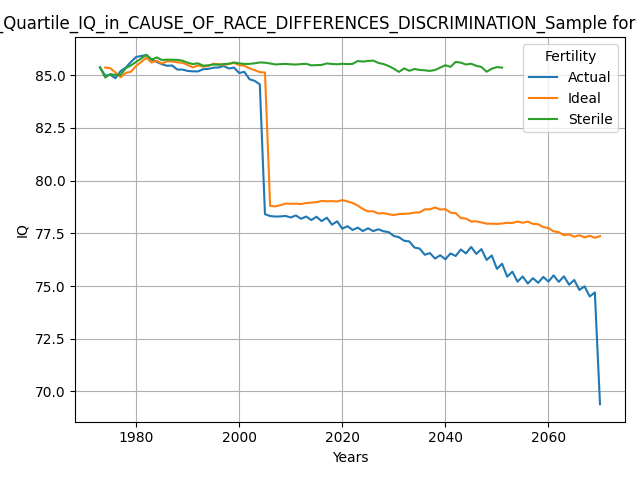 _Quartile_IQ_in_CAUSE_OF_RACE_DIFFERENCES_DISCRIMINATION_Sample for
Fertility
Actual
Ideal
Sterile
IQ
85.0
82.5
80.0
77.5
75.0
72.5
70.0
1980
2000
2020
2040
2060
Years